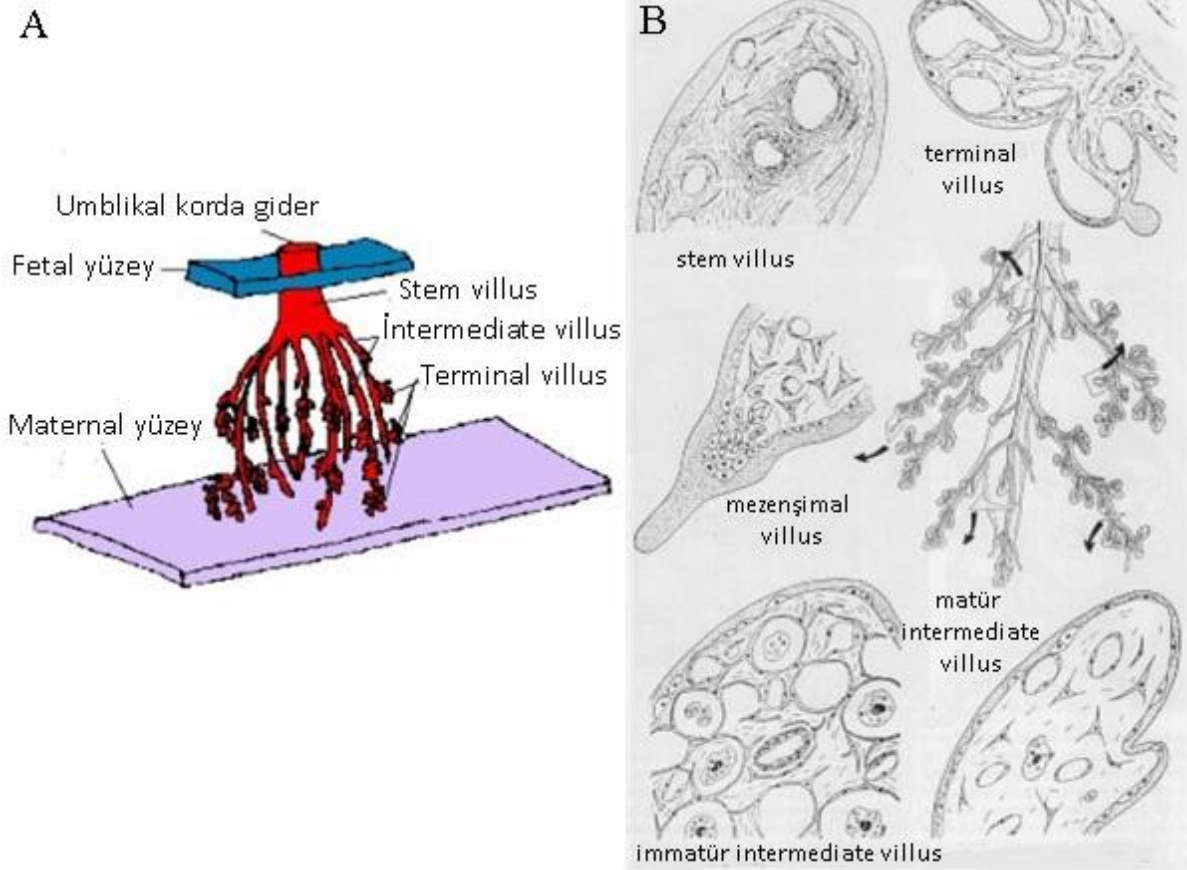 A
Umblikal korda gider
Fetal yüzey
Stem villus
İntermediate villus
Terminal villus
Maternal yüzey
B
terminal
villus
stem villus
mezenşimal
villus
matür
intermediate
villus
immatür intermediate villus